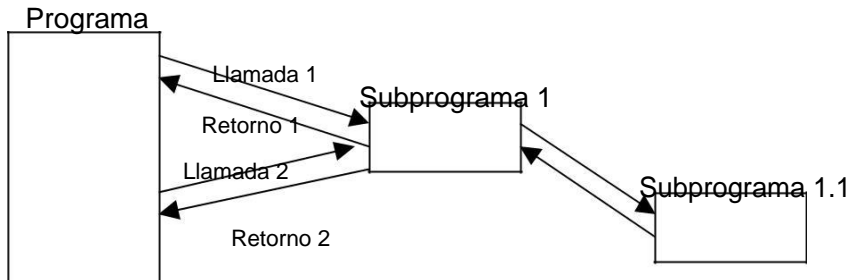 Programa
Llamada 1
Subprograma 1
Retorno 1
Llamada 2
Subprograma 1.1
Retorno 2